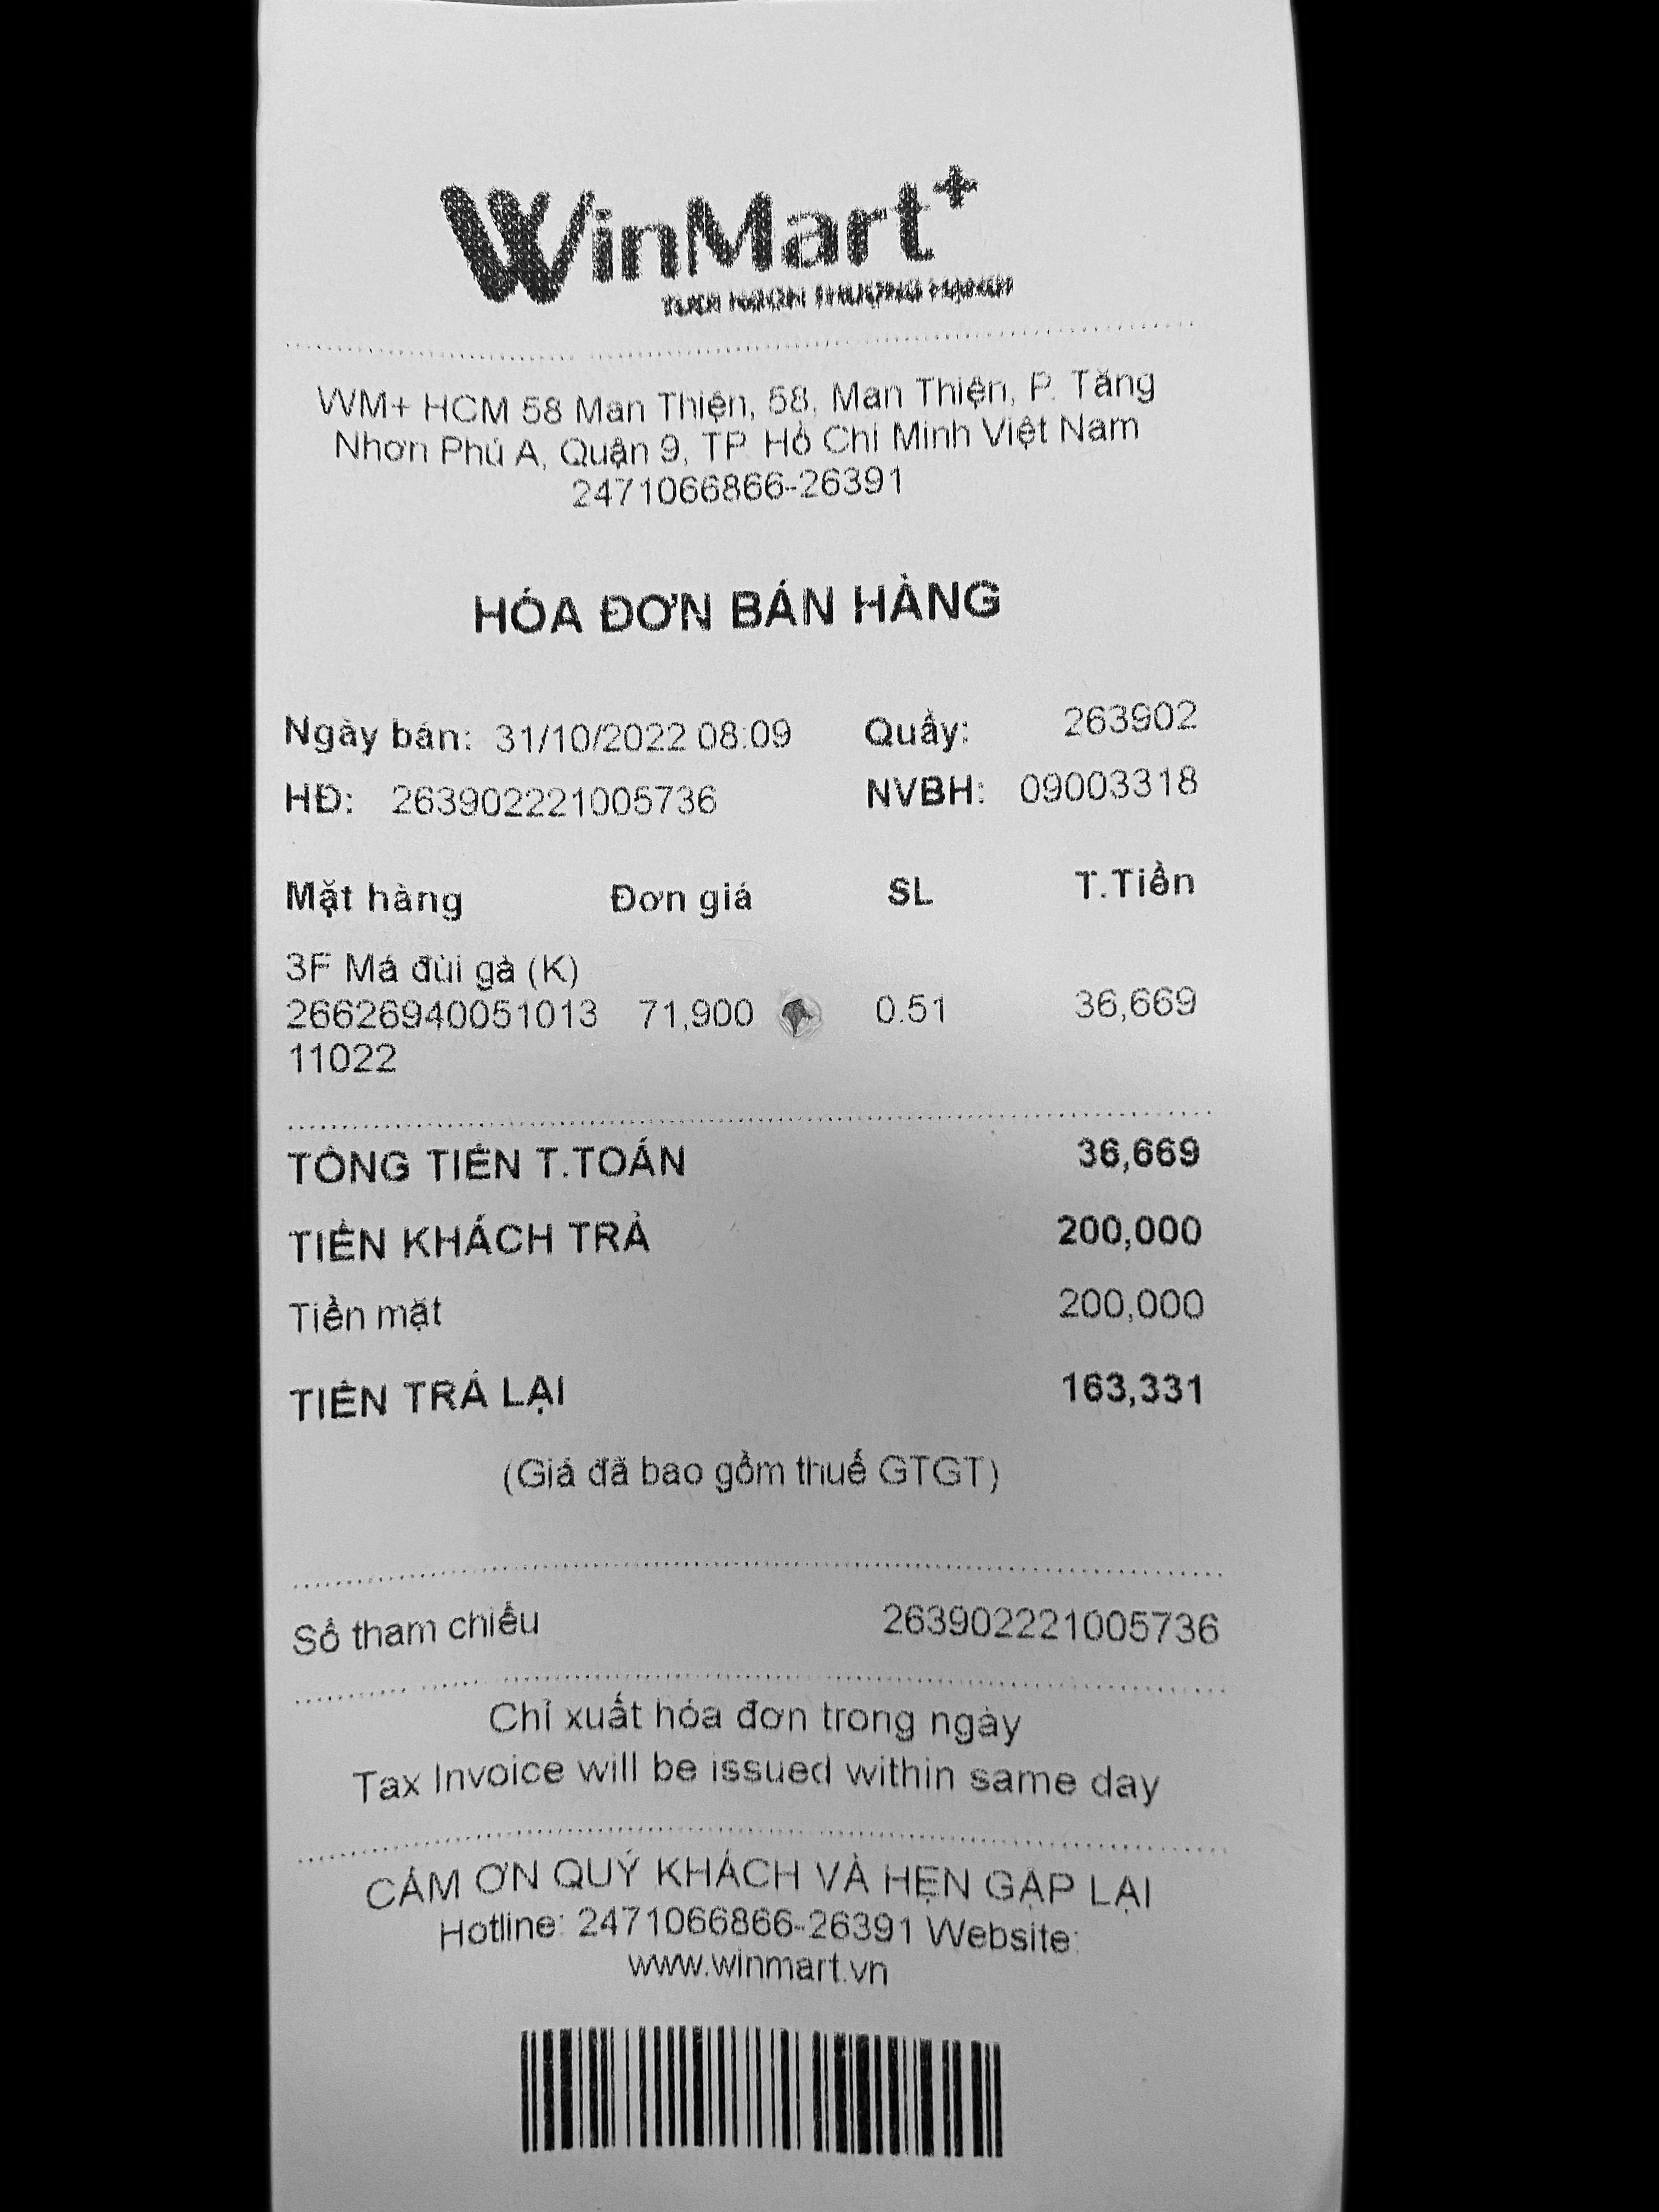 WinMart+
TƯƠI NGON THƯỢNG HẠNG!
WM+ HCM 58 Man Thiện, 58, Man Thiện, P. Tăng
Nhơn Phú A, Quận 9, TP. Hồ Chí Minh Việt Nam
2471066866-26391
HÓA ĐƠN BÁN HÀNG
Ngày bán: 31/10/2022 08:09 Quầy: 263902
HĐ: 263902221005736 NVBH: 09003318
Mặt hàng Đơn giá SL T.Tiền
3F Má đùi gà (K)
26626940051013 71,900 0.51 36,669
11022
TỔNG TIỀN T.TOÁN 36,669
TIỀN KHÁCH TRẢ 200,000
Tiền mặt 200,000
TIỀN TRẢ LẠI 163,331
(Giá đã bao gồm thuế GTGT)
Số tham chiếu 263902221005736
Chỉ xuất hóa đơn trong ngày
Tax Invoice will be issued within same day
CẢM ƠN QUÝ KHÁCH VÀ HẸN GẶP LẠI
Hotline: 2471066866-26391 Website:
www.winmart.vn